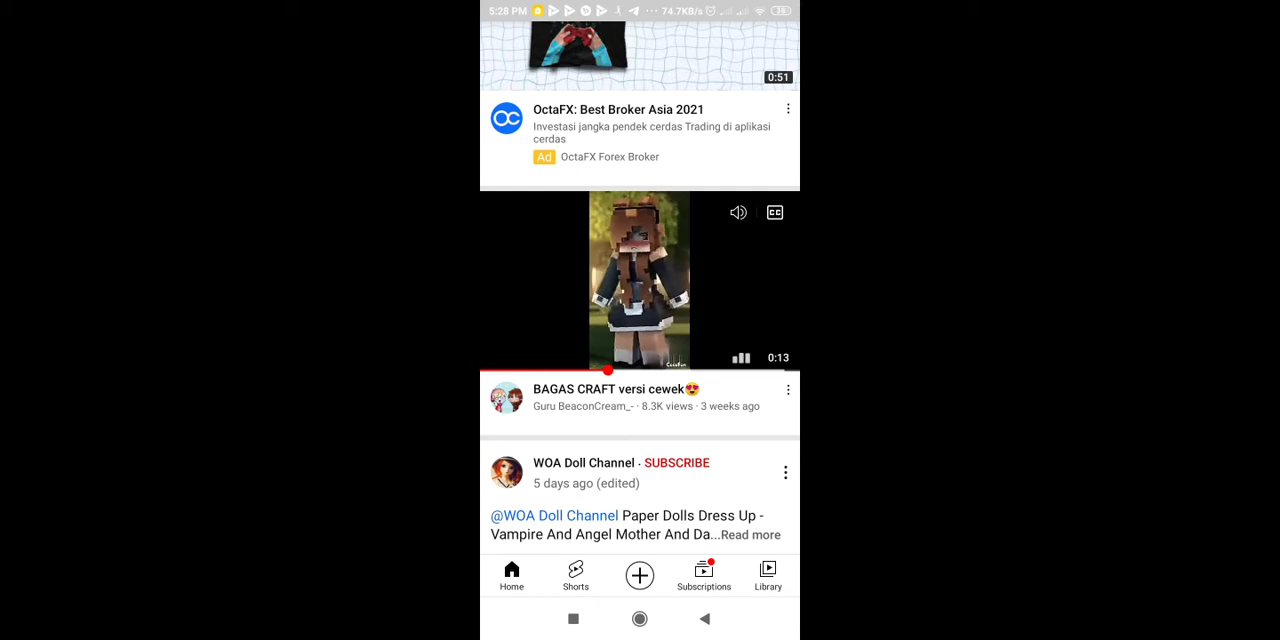 5:28 PM 74.7KB/s 38
0:51
OctaFX: Best Broker Asia 2021
Investasi jangka pendek cerdas Trading di aplikasi
cerdas
Ad OctaFX Forex Broker
CC
0:13
BAGAS CRAFT versi cewek😍
Guru BeaconCream_- · 8.3K views · 3 weeks ago
WOA Doll Channel · SUBSCRIBE
5 days ago (edited)
@WOA Doll Channel Paper Dolls Dress Up -
Vampire And Angel Mother And Da...Read more
Home Shorts Subscriptions Library